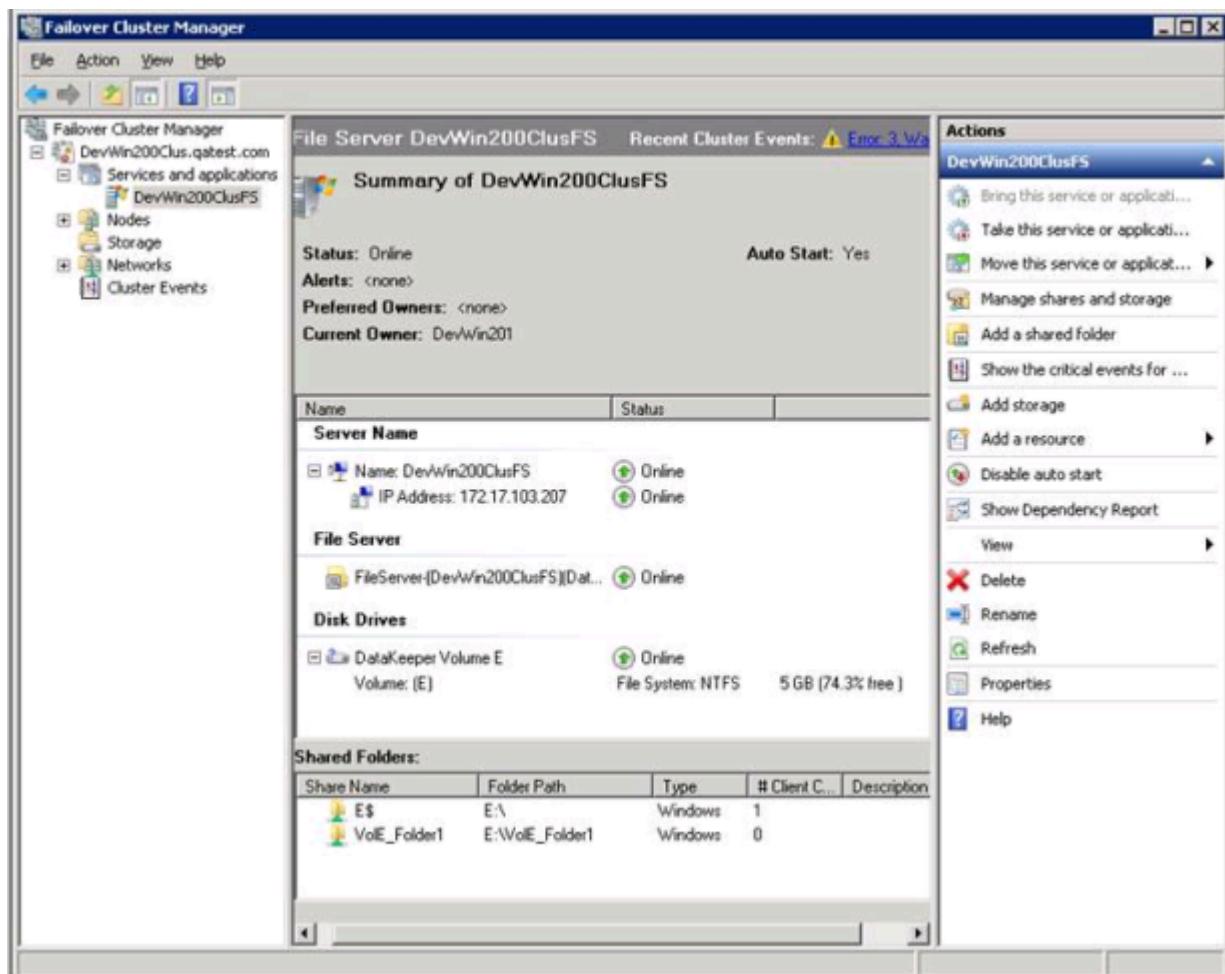 Failover Cluster Manager
File Action View Help
Failover Cluster Manager
DevWin200Clus.qatest.com
Services and applications
DevWin200ClusFS
Nodes
Storage
Networks
Cluster Events
File Server DevWin200ClusFS Recent Cluster Events: Error: 3, Wa
Summary of DevWin200ClusFS
Status: Online Auto Start: Yes
Alerts: <none>
Preferred Owners: <none>
Current Owner: DevWin201
Name Status
Server Name
Name: DevWin200ClusFS Online
IP Address: 172.17.103.207 Online
File Server
FileServer-(DevWin200ClusFS)(Dat... Online
Disk Drives
DataKeeper Volume E Online
Volume: (E) File System: NTFS 5 GB (74.3% free )
Shared Folders:
Share Name Folder Path Type # Client C... Description
E$ E:\ Windows 1
VolE_Folder1 E:\VolE_Folder1 Windows 0
Actions
DevWin200ClusFS
Bring this service or applicati...
Take this service or applicati...
Move this service or applicat...
Manage shares and storage
Add a shared folder
Show the critical events for ...
Add storage
Add a resource
Disable auto start
Show Dependency Report
View
Delete
Rename
Refresh
Properties
Help